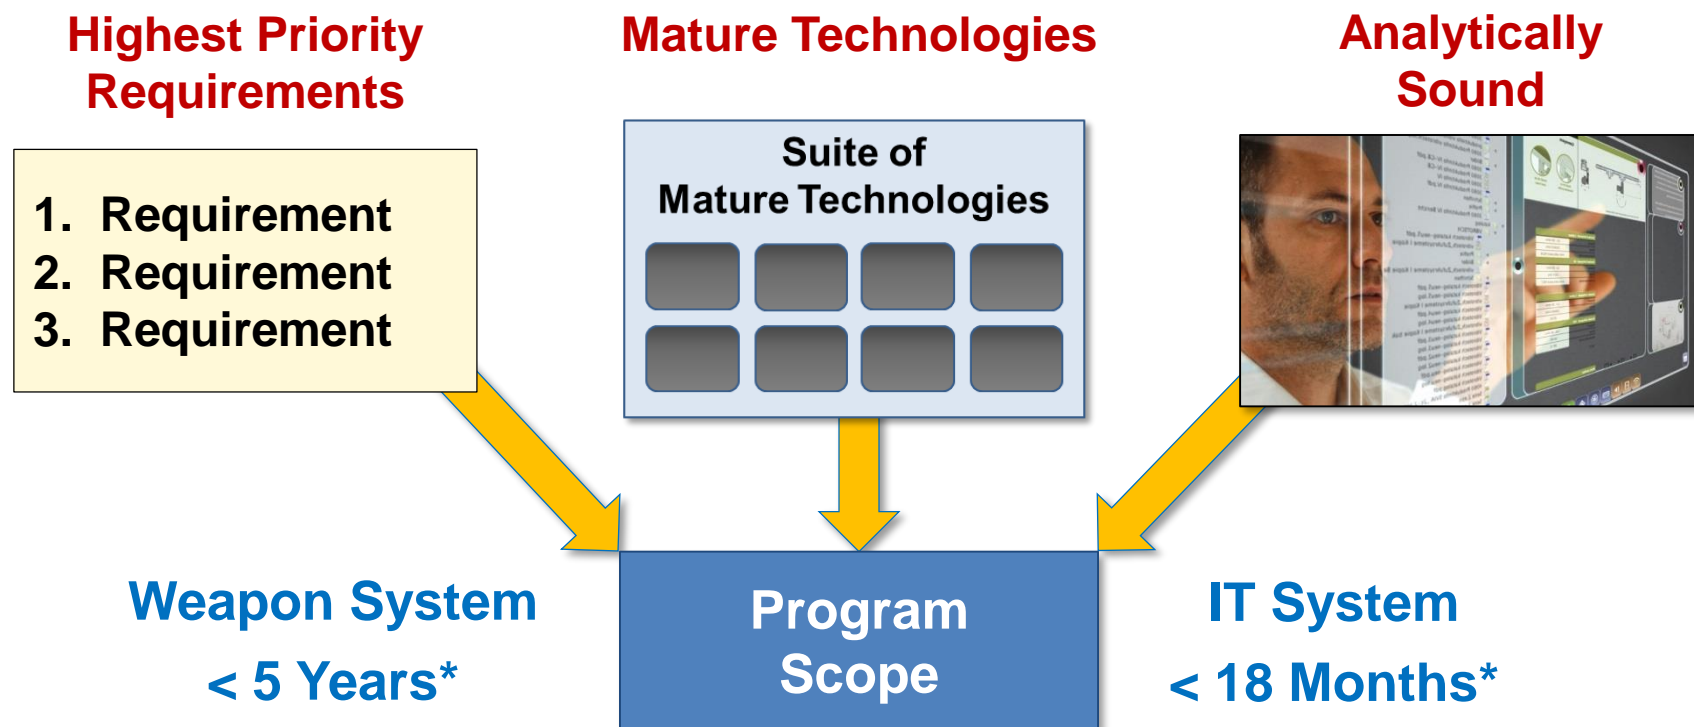 Highest Priority
Requirements
Mature Technologies
Analytically
Sound
1. Requirement
2. Requirement
3. Requirement
Suite of
Mature Technologies
Weapon System
< 5 Years*
Program
Scope
IT System
< 18 Months*